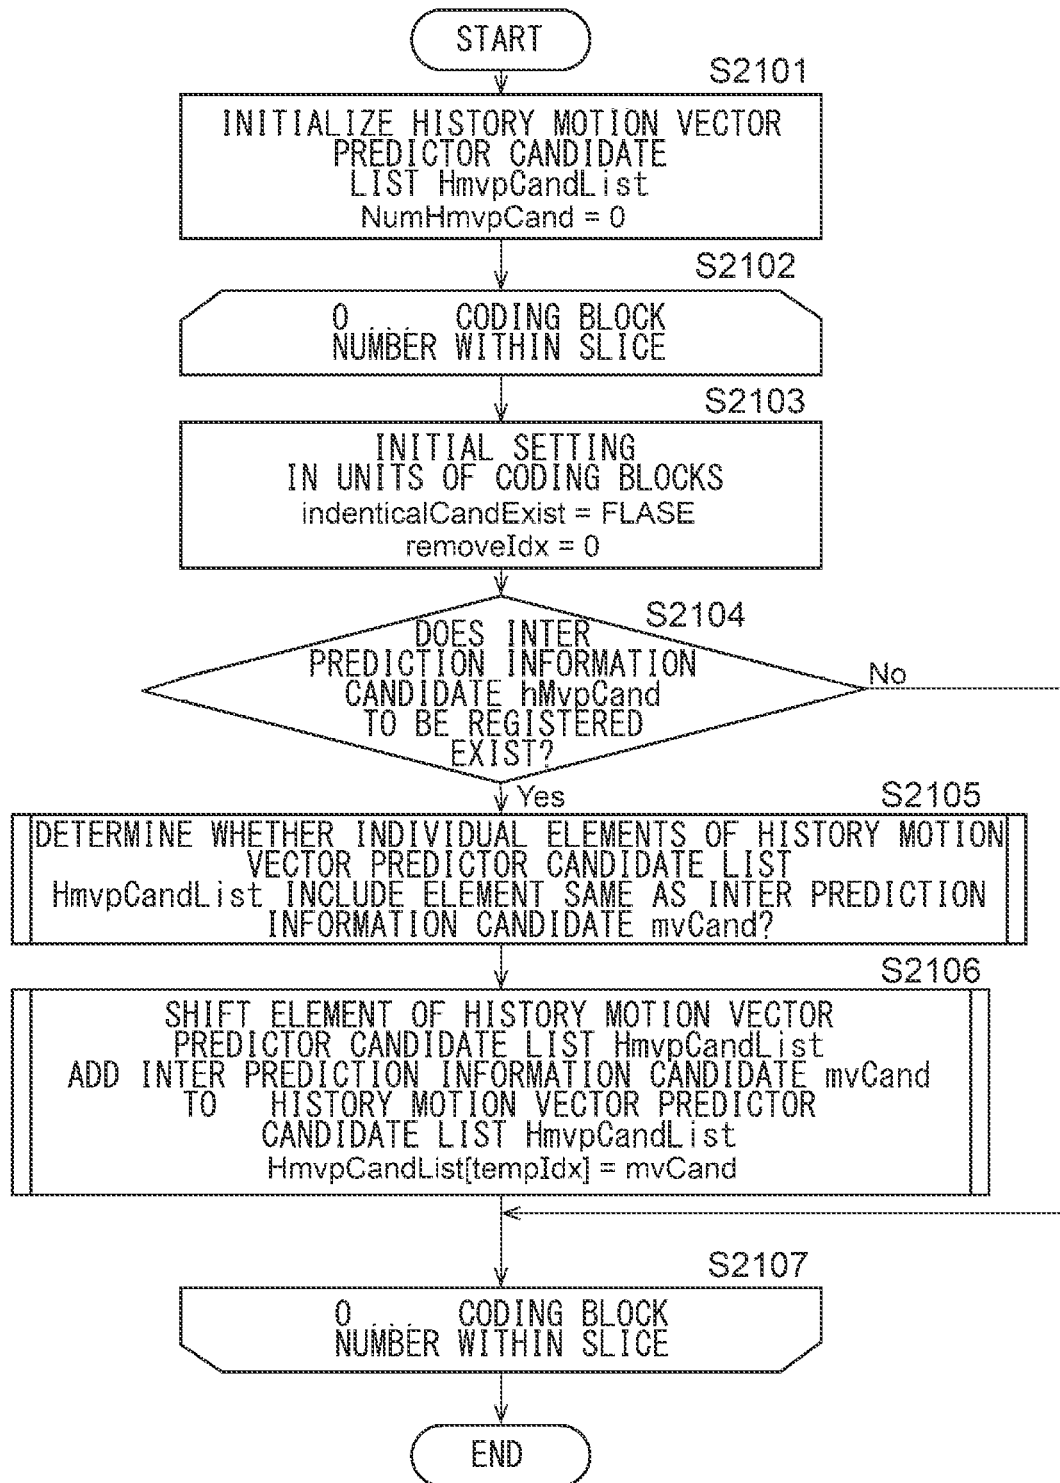 START
S2101
INITIALIZE HISTORY MOTION VECTOR
PREDICTOR CANDIDATE
LIST HmvpCandList
NumHmvpCand = 0
S2102
0 ... CODING BLOCK
NUMBER WITHIN SLICE
S2103
INITIAL SETTING
IN UNITS OF CODING BLOCKS
indenticalCandExist = FLASE
removeIdx = 0
S2104
DOES INTER
PREDICTION INFORMATION
CANDIDATE hMvpCand
TO BE REGISTERED
EXIST?
No
Yes
S2105
DETERMINE WHETHER INDIVIDUAL ELEMENTS OF HISTORY MOTION
VECTOR PREDICTOR CANDIDATE LIST
HmvpCandList INCLUDE ELEMENT SAME AS INTER PREDICTION
INFORMATION CANDIDATE mvCand?
S2106
SHIFT ELEMENT OF HISTORY MOTION VECTOR
PREDICTOR CANDIDATE LIST HmvpCandList
ADD INTER PREDICTION INFORMATION CANDIDATE mvCand
TO HISTORY MOTION VECTOR PREDICTOR
CANDIDATE LIST HmvpCandList
HmvpCandList[tempIdx] = mvCand
S2107
0 ... CODING BLOCK
NUMBER WITHIN SLICE
END